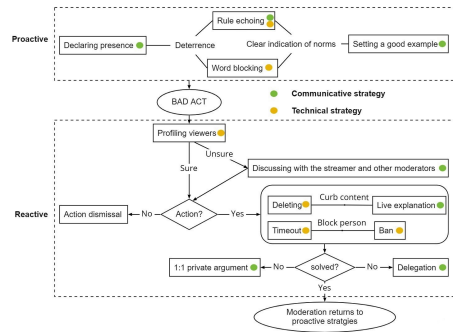 Proactive
Rule echoing
Declaring presence
Deterrence
Clear indication of norms
Setting a good example
Word blocking
Communicative strategy
Technical strategy
BAD ACT
Reactive
Profiling viewers
Unsure
Sure
Discussing with the streamer and other moderators
Action dismissal
No
Action?
Yes
Curb content
Deleting
Live explanation
Block person
Timeout
Ban
1:1 private argument
No
solved?
No
Delegation
Yes
Moderation returns to
proactive stratgies